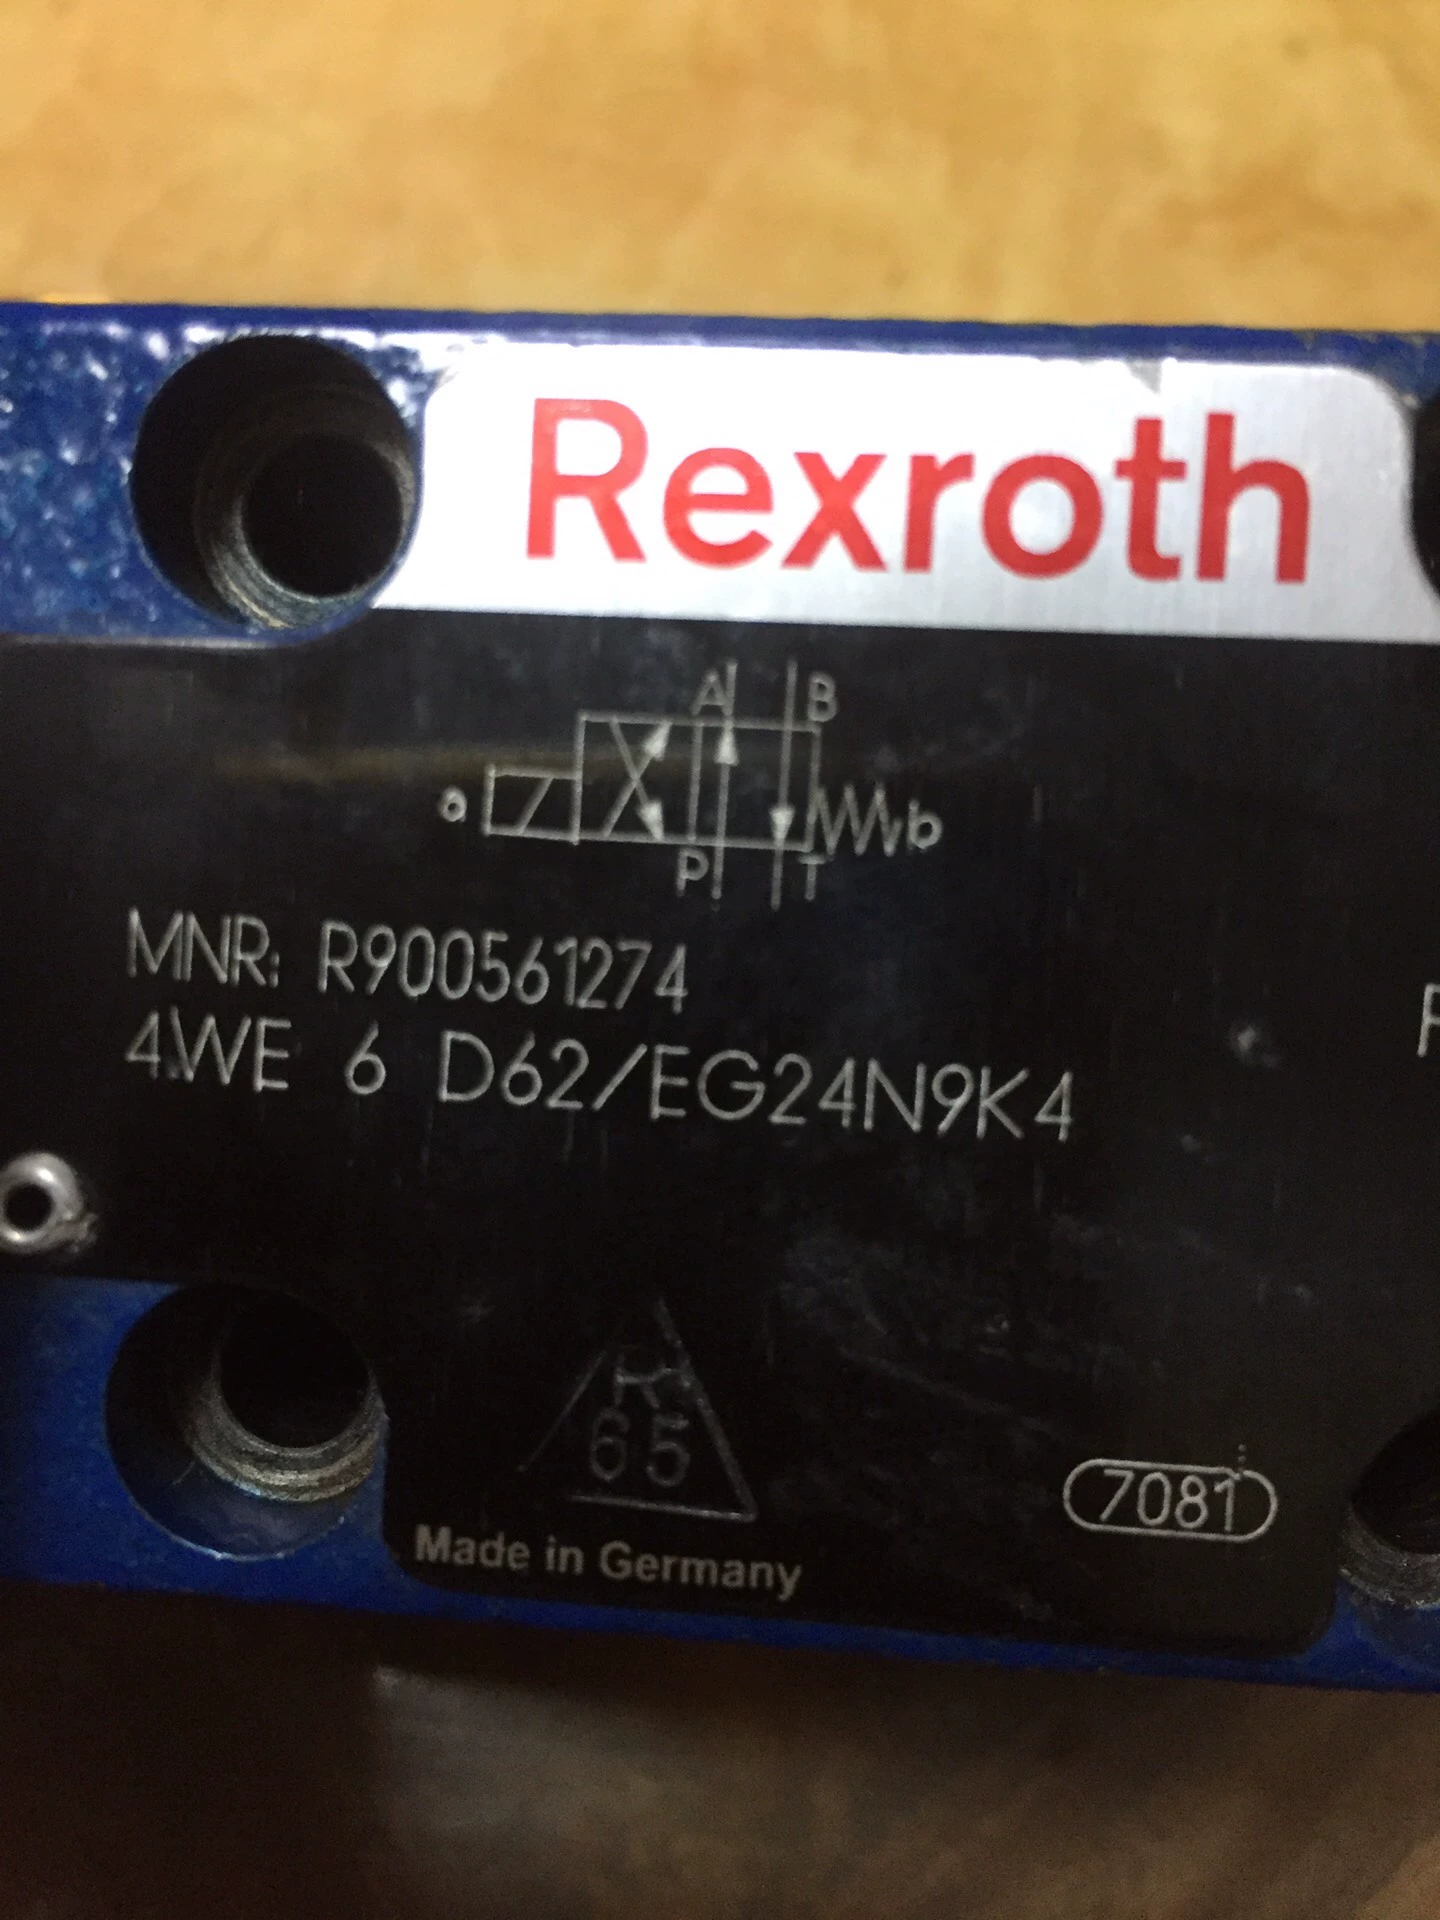 Rexroth
A B
a b
P T
MNR: R900561274
4WE 6 D62/EG24N9K4
R
65
7081
Made in Germany